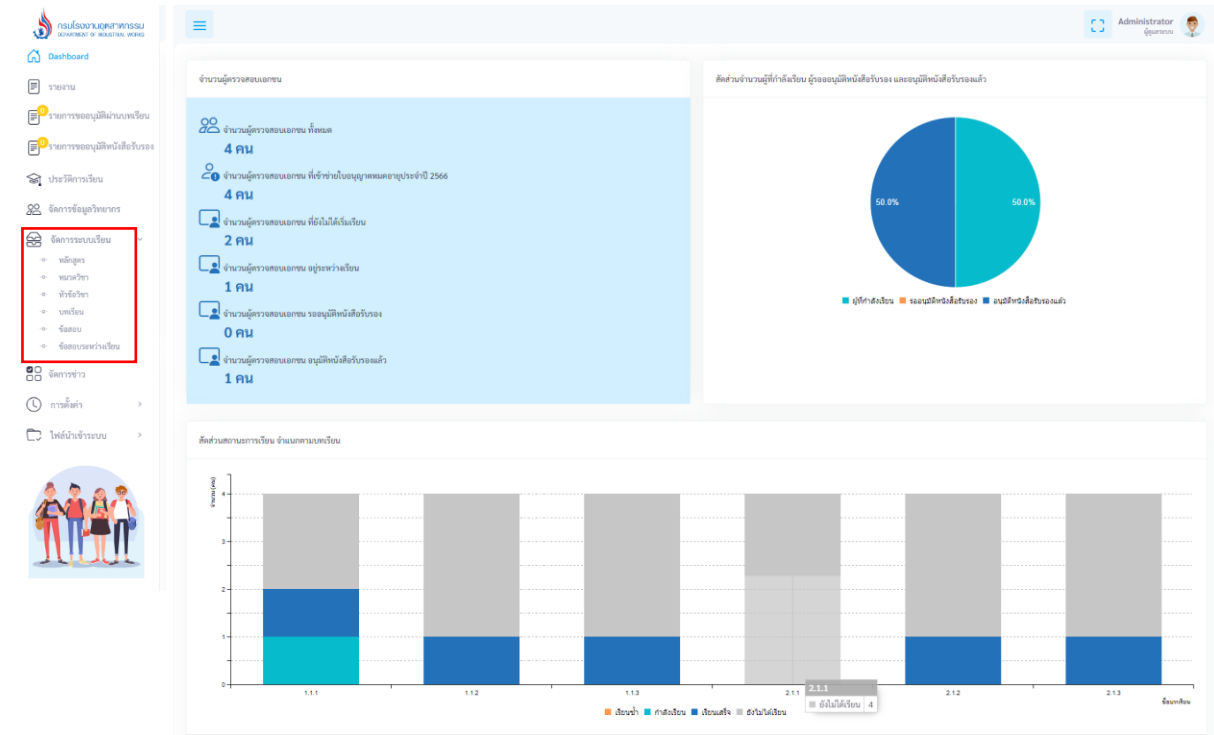 กรมโรงงานอุตสาหกรรม
DEPARTMENT OF INDUSTRIAL WORKS
Dashboard
รายงาน
0
รายการขออนุมัติผ่านบทเรียน
0
รายการขออนุมัติหนังสือรับรอง
ประวัติการเรียน
จัดการข้อมูลวิทยากร
จัดการระบบเรียน
หลักสูตร
หมวดวิชา
หัวข้อวิชา
บทเรียน
ข้อสอบ
ข้อสอบระหว่างเรียน
จัดการข่าว
การตั้งค่า
ไฟล์นำเข้าระบบ
Administrator
ผู้ดูแลระบบ
จำนวนผู้ตรวจสอบเอกชน
จำนวนผู้ตรวจสอบเอกชน ทั้งหมด
4 คน
จำนวนผู้ตรวจสอบเอกชน ที่เข้าข่ายใบอนุญาตหมดอายุประจำปี 2566
4 คน
จำนวนผู้ตรวจสอบเอกชน ที่ยังไม่ได้เริ่มเรียน
2 คน
จำนวนผู้ตรวจสอบเอกชน อยู่ระหว่างเรียน
1 คน
จำนวนผู้ตรวจสอบเอกชน รออนุมัติหนังสือรับรอง
0 คน
จำนวนผู้ตรวจสอบเอกชน อนุมัติหนังสือรับรองแล้ว
1 คน
สัดส่วนจำนวนผู้ที่กำลังเรียน ผู้รออนุมัติหนังสือรับรอง และอนุมัติหนังสือรับรองแล้ว
50.0% 50.0%
ผู้ที่กำลังเรียน รออนุมัติหนังสือรับรอง อนุมัติหนังสือรับรองแล้ว
สัดส่วนสถานะการเรียน จำแนกตามบทเรียน
จำนวน (คน)
4
3
2
1
0
1.1.1 1.1.2 1.1.3 2.1.1 2.1.2 2.1.3
ชื่อบทเรียน
2.1.1
ยังไม่ได้เรียน 4
เรียนซ้ำ กำลังเรียน เรียนเสร็จ ยังไม่ได้เรียน